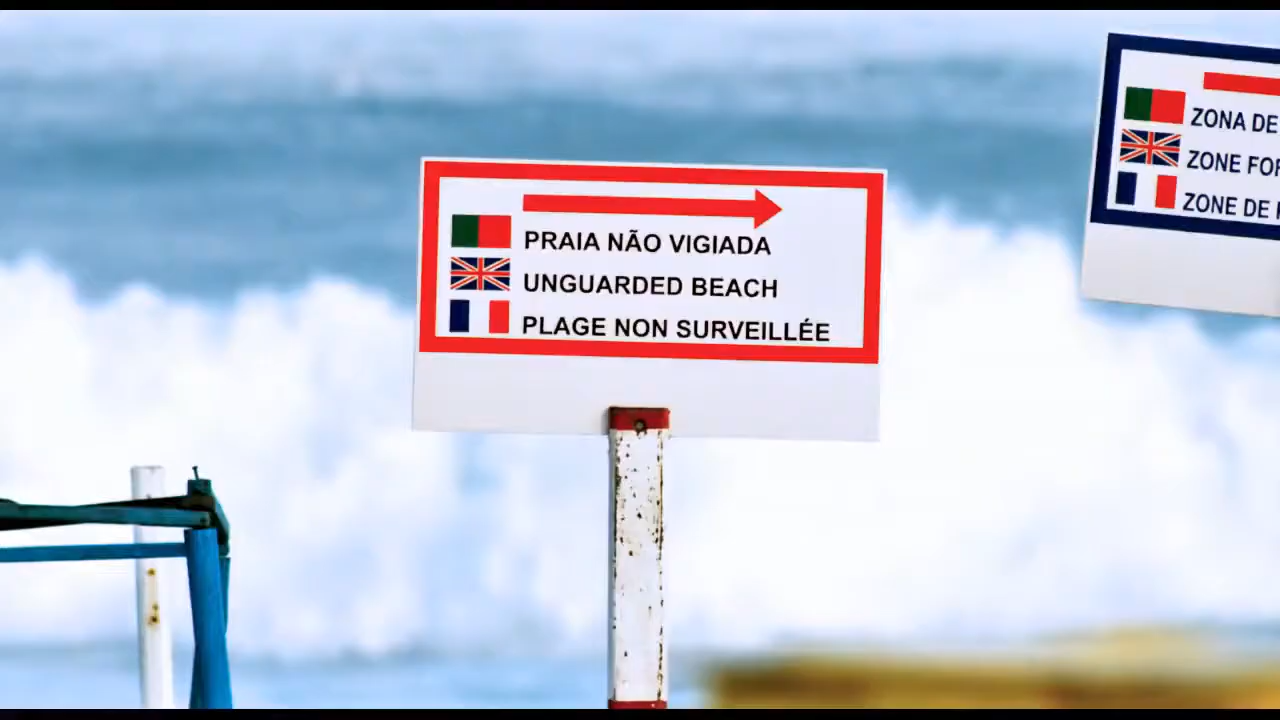 PRAIA NÃO VIGIADA
UNGUARDED BEACH
PLAGE NON SURVEILLÉE
ZONA DE
ZONE FOR
ZONE DE